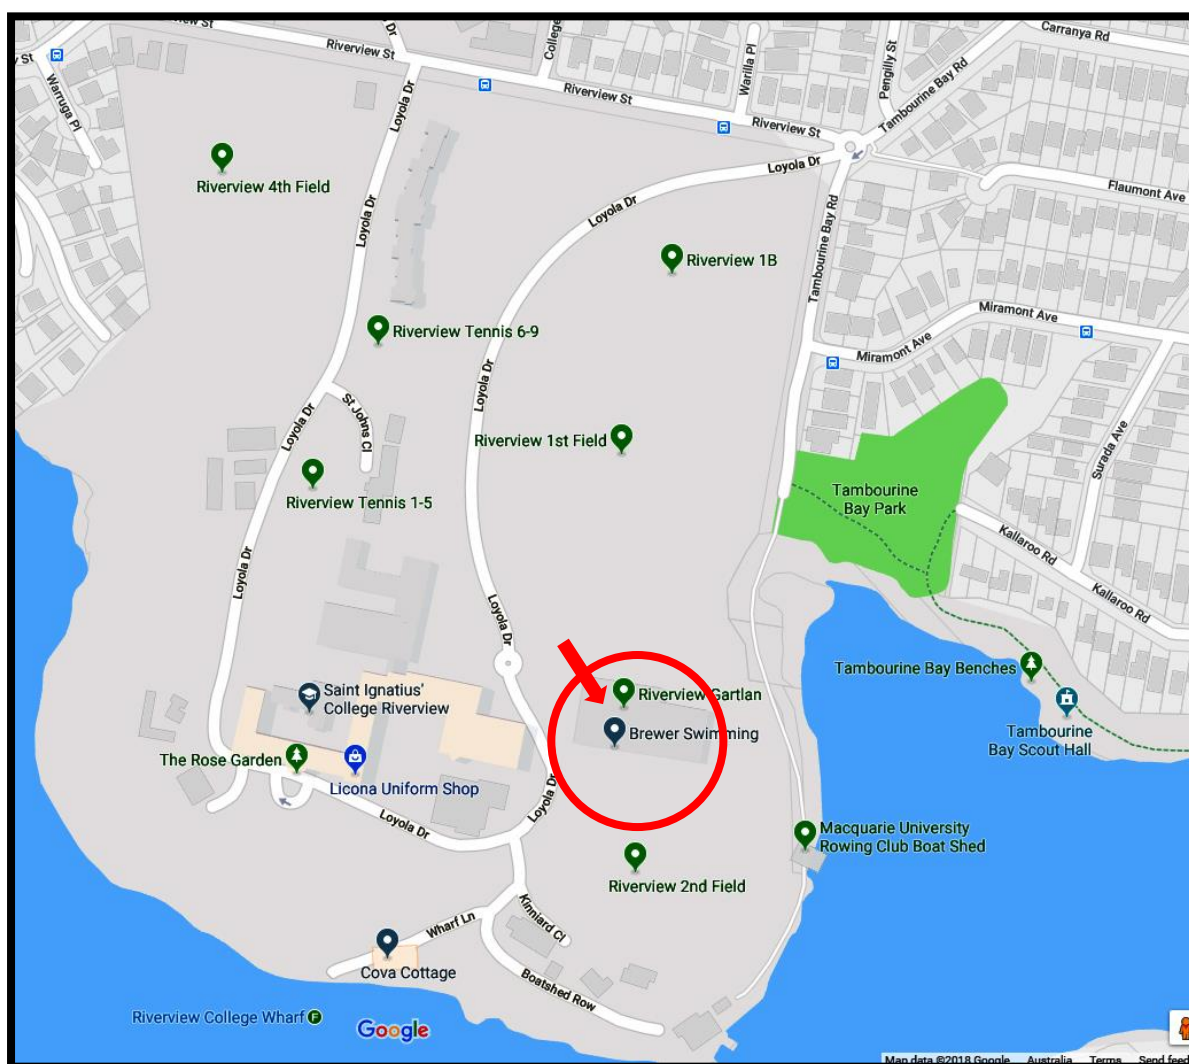 Riverview St
Dr
College
Carranya Rd
y St
Riverview St
Warilla Pl
Pengilly St
Tambourine Bay Rd
Warruga Pl
Riverview St
Riverview St
Loyola Dr
Loyola Dr
Riverview 4th Field
Flaumont Ave
Loyola Dr
Loyola Dr
Tambourine Bay Rd
Riverview 1B
Miramont Ave
Riverview Tennis 6-9
Miramont Ave
Loyola Dr
St Johns Cl
Loyola Dr
Riverview 1st Field
Surada Ave
Riverview Tennis 1-5
Tambourine
Bay Park
Kallaroo Rd
Loyola Dr
Kallaroo Rd
Loyola Dr
Tambourine Bay Benches
Saint Ignatius'
College Riverview
Riverview Gartlan
Brewer Swimming
Tambourine
Bay Scout Hall
The Rose Garden
Licona Uniform Shop
Loyola Dr
Loyola Dr
Macquarie University
Rowing Club Boat Shed
Riverview 2nd Field
Wharf Ln
Kinniard Cl
Cova Cottage
Boatshed Row
Riverview College Wharf
Google
Map data ©2018 Google Australia Terms Send feed